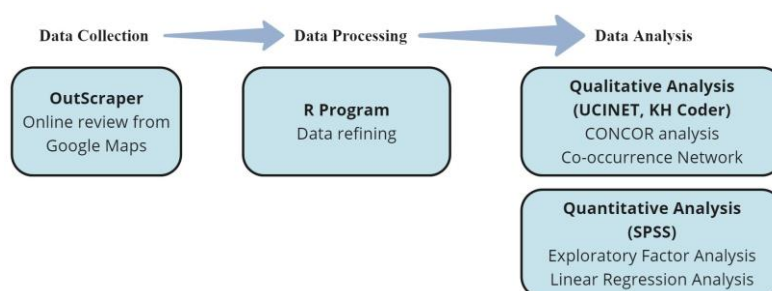 Data Collection
Data Processing
Data Analysis
OutScraper
Online review from
Google Maps
R Program
Data refining
Qualitative Analysis
(UCINET, KH Coder)
CONCOR analysis
Co-occurrence Network
Quantitative Analysis
(SPSS)
Exploratory Factor Analysis
Linear Regression Analysis